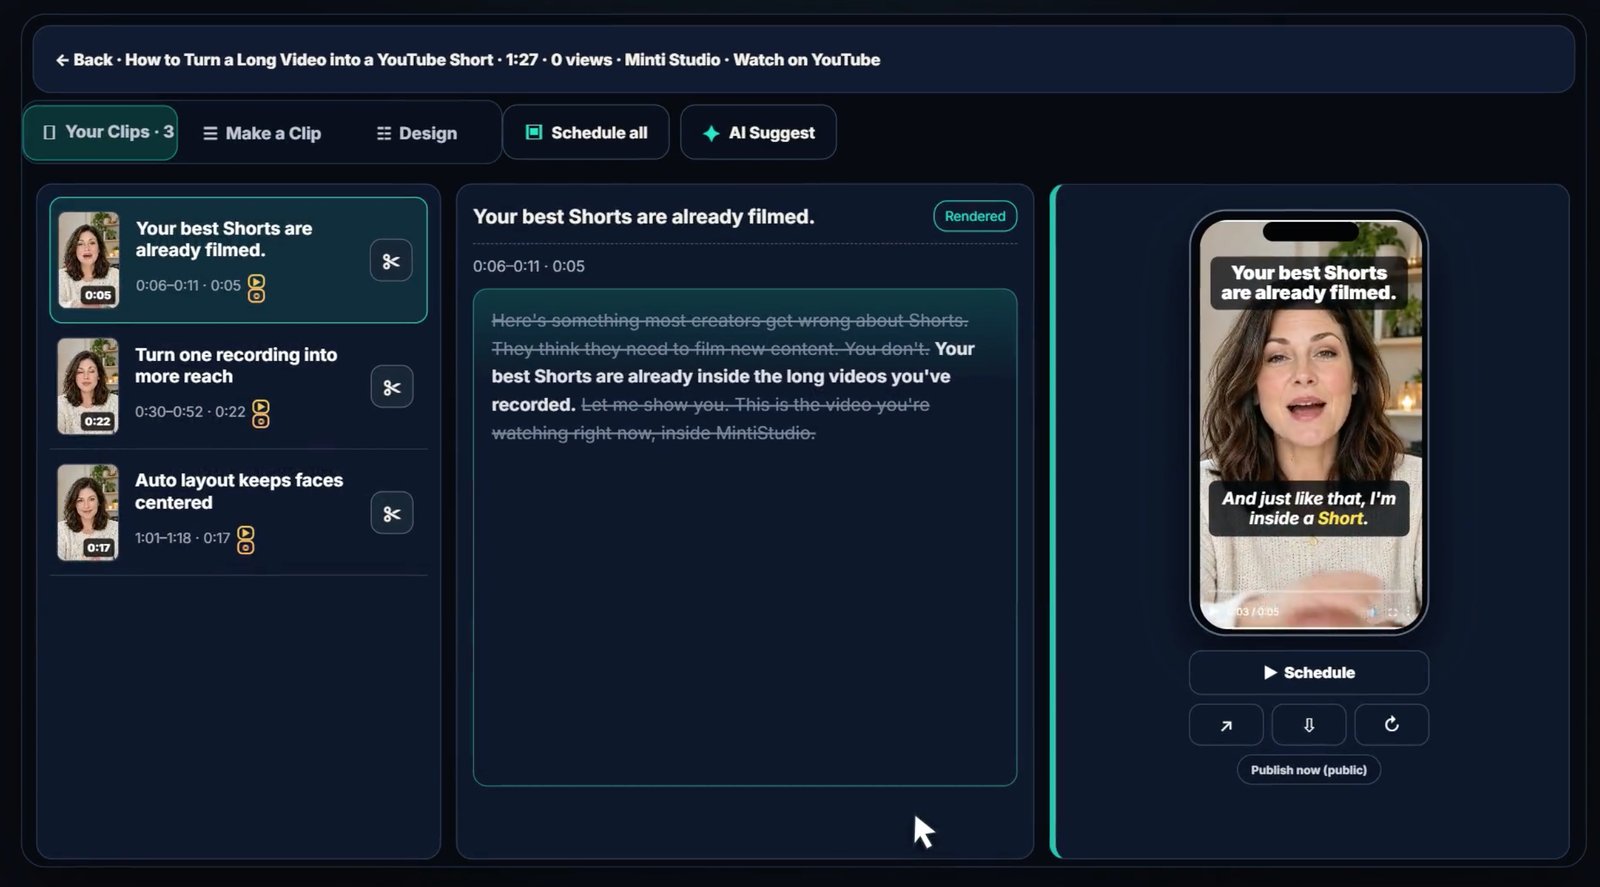 ← Back · How to Turn a Long Video into a YouTube Short · 1:27 · 0 views · Minti Studio · Watch on YouTube
Your Clips · 3
Make a Clip
Design
Schedule all
AI Suggest
Your best Shorts are
already filmed.
0:06–0:11 · 0:05
0:05
Turn one recording into
more reach
0:30–0:52 · 0:22
0:22
Auto layout keeps faces
centered
1:01–1:18 · 0:17
0:17
Your best Shorts are already filmed.
Rendered
0:06–0:11 · 0:05
Here's something most creators get wrong about Shorts.
They think they need to film new content. You don't. Your
best Shorts are already inside the long videos you've
recorded. Let me show you. This is the video you're
watching right now, inside MintiStudio.
Your best Shorts
are already filmed.
And just like that, I'm
inside a Short.
/ 0:05
Schedule
Publish now (public)